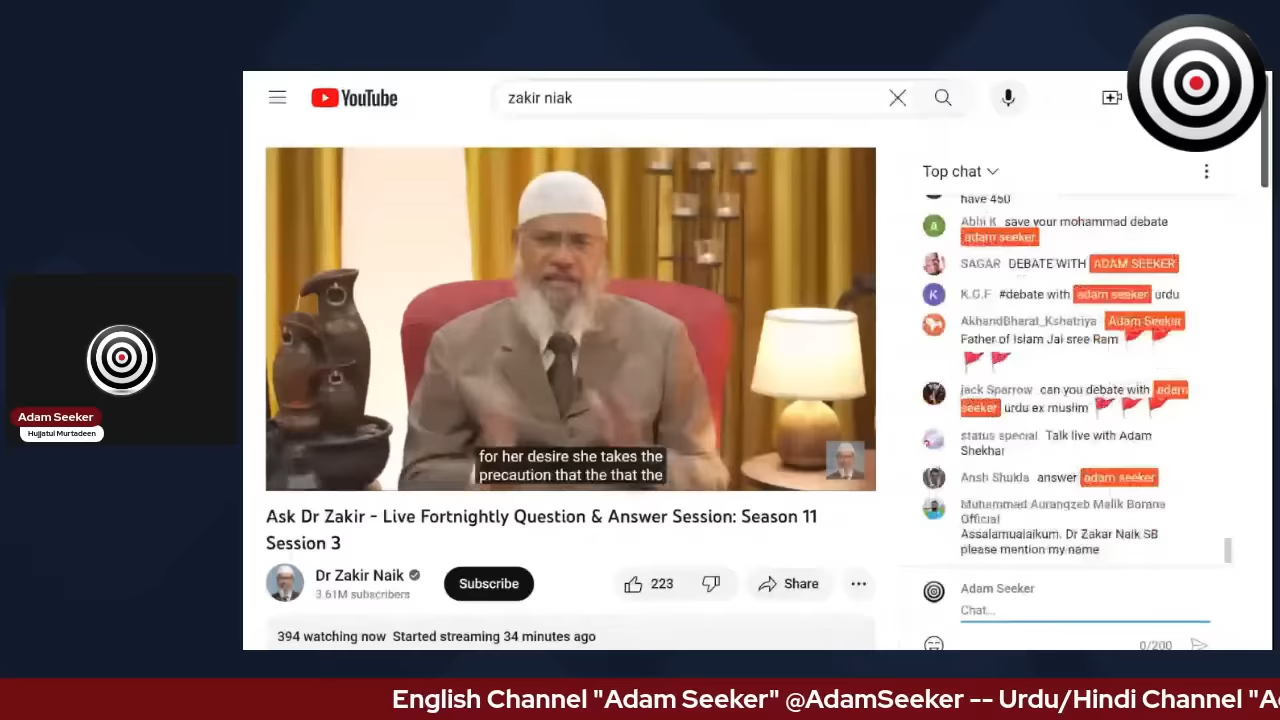 YouTube
zakir niak
Top chat
have 450
Abhi K save your mohammad debate
adam seeker
SAGAR DEBATE WITH ADAM SEEKER
K.G.F #debate with adam seeker urdu
AkhandBharat_Kshatriya Adam Seeker
Father of Islam Jai sree Ram
jack Sparrow can you debate with adam
seeker urdu ex muslim
status special Talk live with Adam
Shekhar
Ansh Shukla answer adam seeker
Muhammad Aurangzeb Malik Borana
Official
Assalamualaikum. Dr Zakar Naik SB
please mention my name
Adam Seeker
Chat...
0/200
for her desire she takes the
precaution that the that the
Ask Dr Zakir - Live Fortnightly Question & Answer Session: Season 11
Session 3
Dr Zakir Naik
3.61M subscribers
Subscribe
223
Share
394 watching now Started streaming 34 minutes ago
Adam Seeker
Hujjatul Murtadeen
English Channel "Adam Seeker" @AdamSeeker -- Urdu/Hindi Channel "A